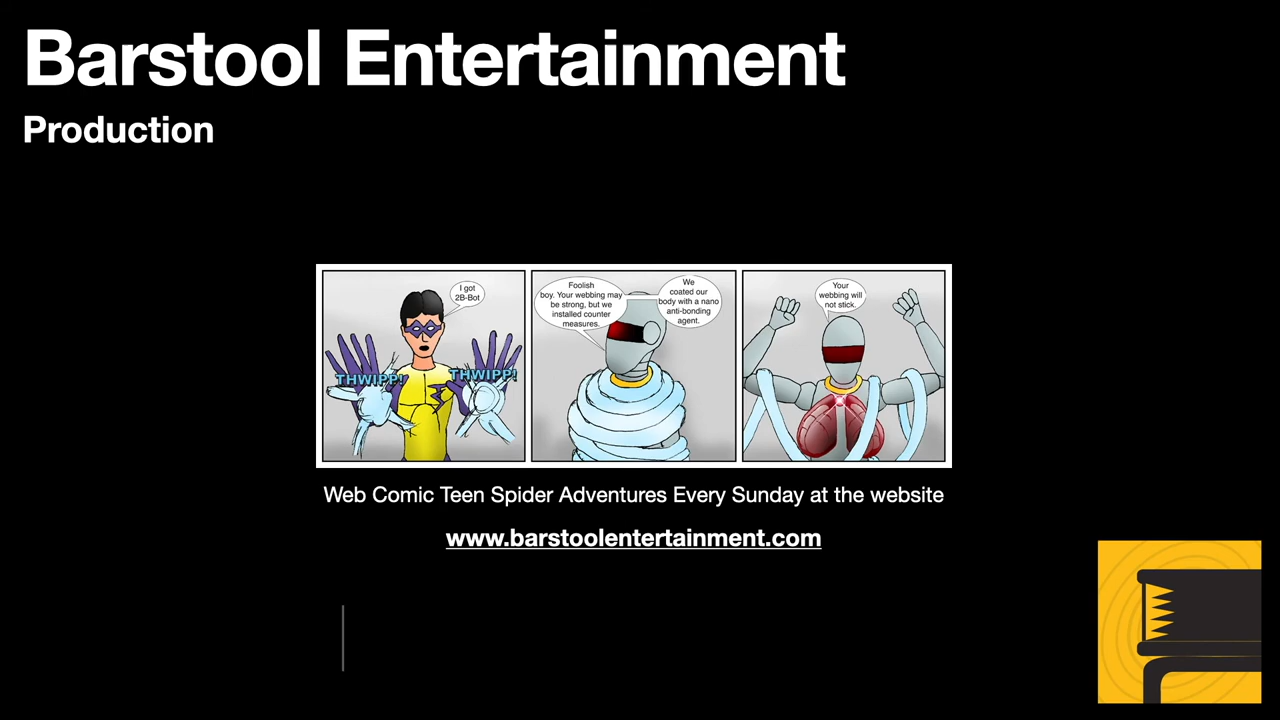 Barstool Entertainment
Production
I got
2B-Bot
THWIPP!
THWIPP!
Foolish
boy. Your webbing may
be strong, but we
installed counter
measures.
We
coated our
body with a nano
anti-bonding
agent.
Your
webbing will
not stick.
Web Comic Teen Spider Adventures Every Sunday at the website
www.barstoolentertainment.com